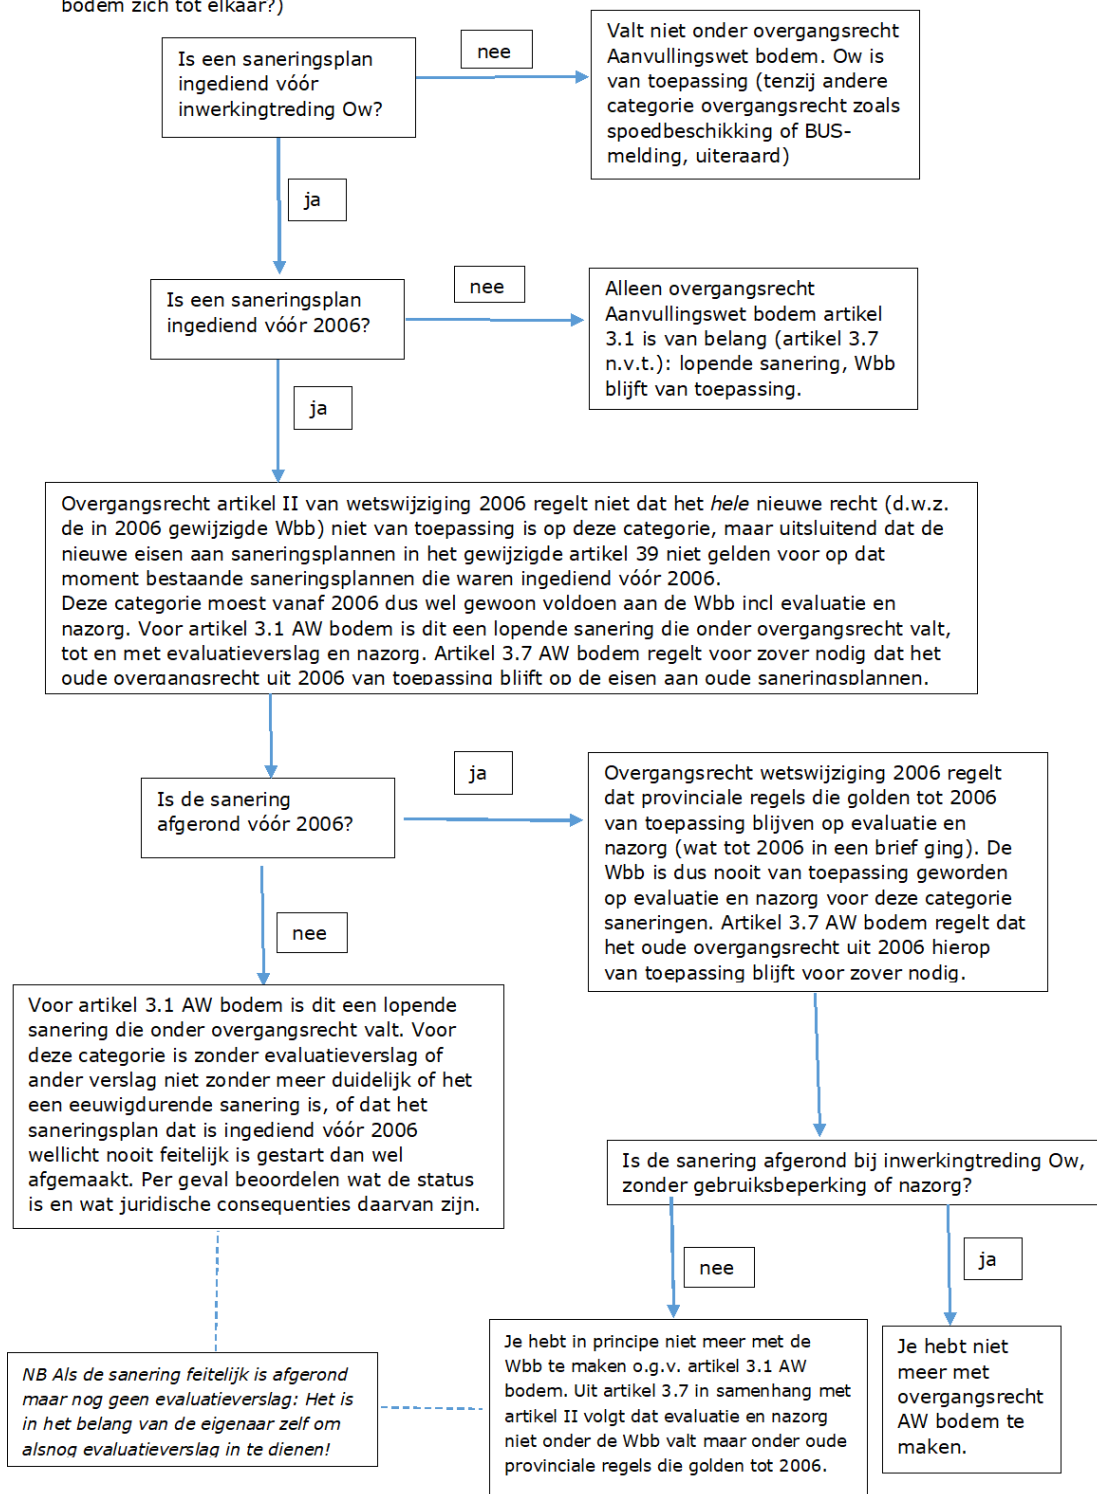 bodem zich tot elkaar?)
Is een saneringsplan
ingediend vóór
inwerkingtreding Ow?
nee
Valt niet onder overgangsrecht
Aanvullingswet bodem. Ow is
van toepassing (tenzij andere
categorie overgangsrecht zoals
spoedbeschikking of BUS-
melding, uiteraard)
ja
Is een saneringsplan
ingediend vóór 2006?
nee
Alleen overgangsrecht
Aanvullingswet bodem artikel
3.1 is van belang (artikel 3.7
n.v.t.): lopende sanering, Wbb
blijft van toepassing.
ja
Overgangsrecht artikel II van wetswijziging 2006 regelt niet dat het hele nieuwe recht (d.w.z.
de in 2006 gewijzigde Wbb) niet van toepassing is op deze categorie, maar uitsluitend dat de
nieuwe eisen aan saneringsplannen in het gewijzigde artikel 39 niet gelden voor op dat
moment bestaande saneringsplannen die waren ingediend vóór 2006.
Deze categorie moest vanaf 2006 dus wel gewoon voldoen aan de Wbb incl evaluatie en
nazorg. Voor artikel 3.1 AW bodem is dit een lopende sanering die onder overgangsrecht valt,
tot en met evaluatieverslag en nazorg. Artikel 3.7 AW bodem regelt voor zover nodig dat het
oude overgangsrecht uit 2006 van toepassing blijft op de eisen aan oude saneringsplannen.
Is de sanering
afgerond vóór 2006?
ja
Overgangsrecht wetswijziging 2006 regelt
dat provinciale regels die golden tot 2006
van toepassing blijven op evaluatie en
nazorg (wat tot 2006 in een brief ging). De
Wbb is dus nooit van toepassing geworden
op evaluatie en nazorg voor deze categorie
saneringen. Artikel 3.7 AW bodem regelt dat
het oude overgangsrecht uit 2006 hierop
van toepassing blijft voor zover nodig.
nee
Voor artikel 3.1 AW bodem is dit een lopende
sanering die onder overgangsrecht valt. Voor
deze categorie is zonder evaluatieverslag of
ander verslag niet zonder meer duidelijk of het
een eeuwigdurende sanering is, of dat het
saneringsplan dat is ingediend vóór 2006
wellicht nooit feitelijk is gestart dan wel
afgemaakt. Per geval beoordelen wat de status
is en wat juridische consequenties daarvan zijn.
Is de sanering afgerond bij inwerkingtreding Ow,
zonder gebruiksbeperking of nazorg?
nee
ja
NB Als de sanering feitelijk is afgerond
maar nog geen evaluatieverslag: Het is
in het belang van de eigenaar zelf om
alsnog evaluatieverslag in te dienen!
Je hebt in principe niet meer met de
Wbb te maken o.g.v. artikel 3.1 AW
bodem. Uit artikel 3.7 in samenhang met
artikel II volgt dat evaluatie en nazorg
niet onder de Wbb valt maar onder oude
provinciale regels die golden tot 2006.
Je hebt niet
meer met
overgangsrecht
AW bodem te
maken.